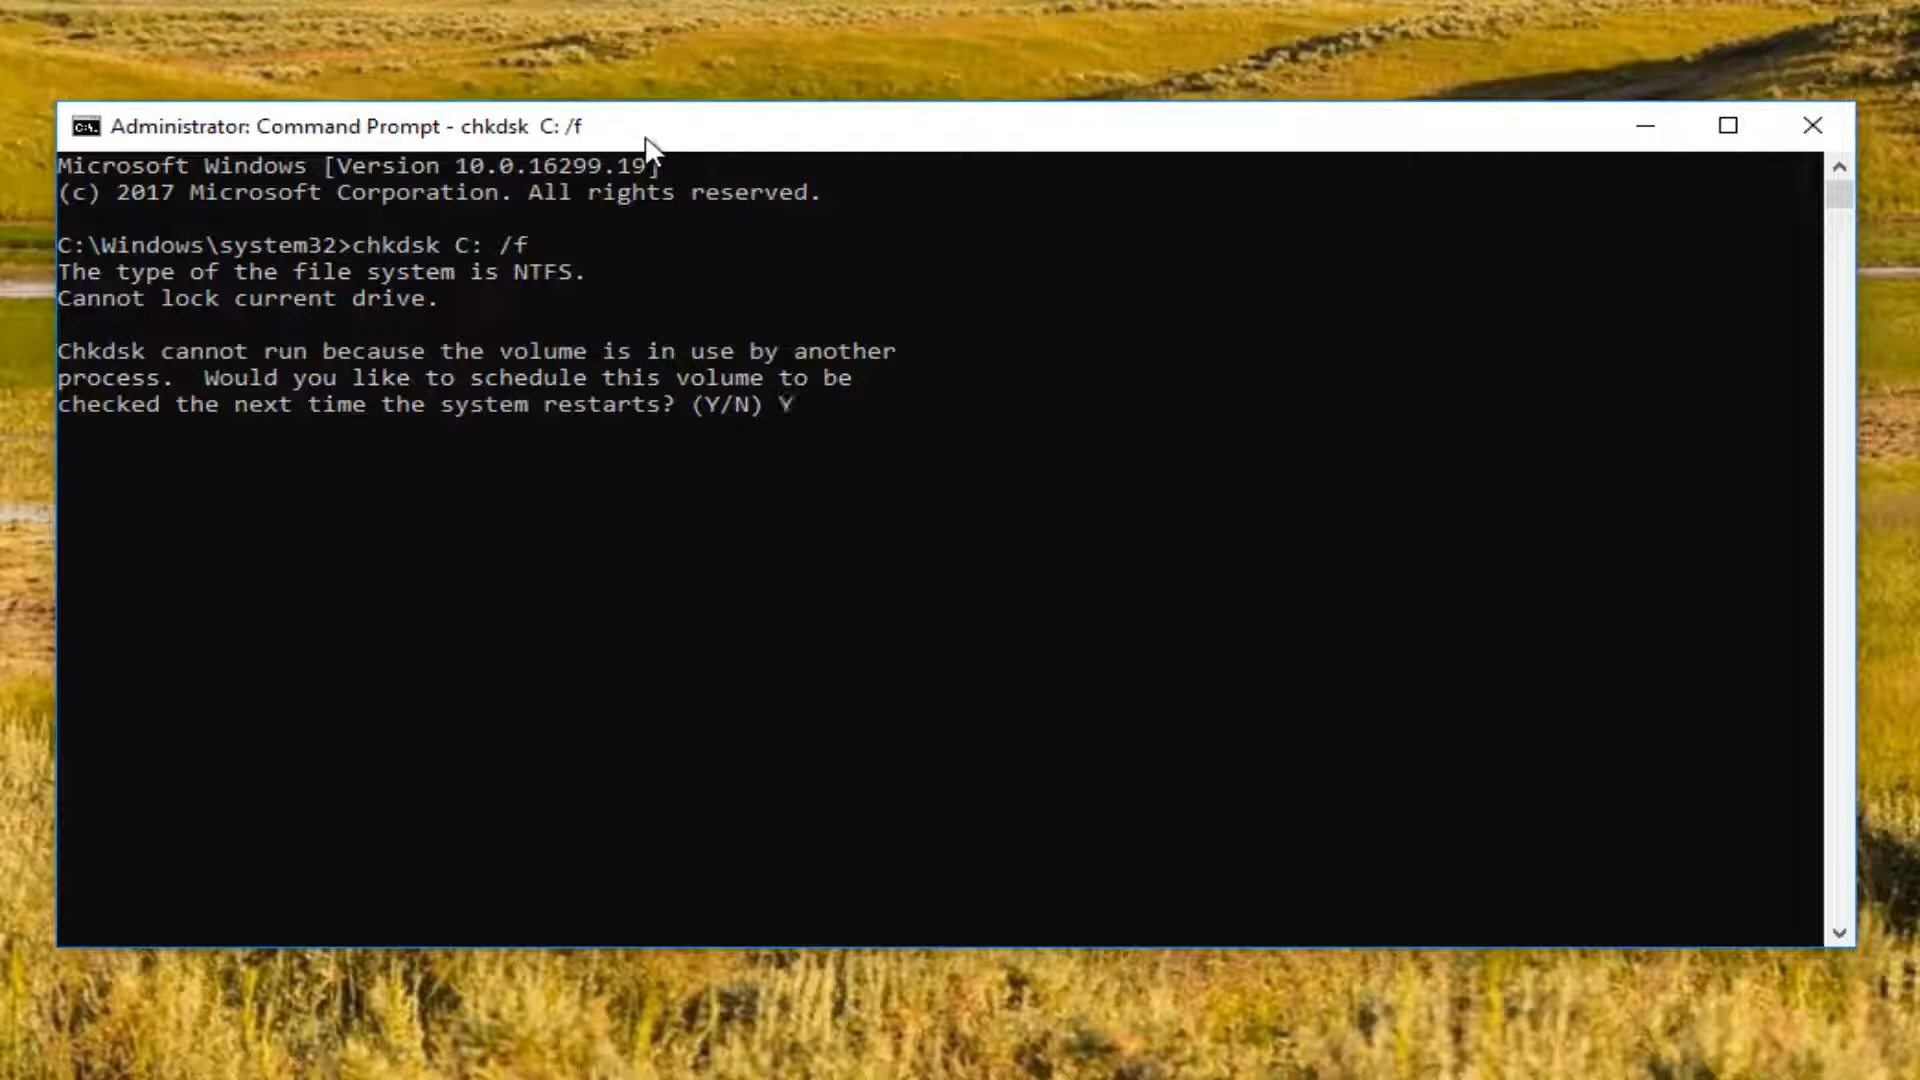 Administrator: Command Prompt - chkdsk  C: /f
Microsoft Windows [Version 10.0.16299.19]
(c) 2017 Microsoft Corporation. All rights reserved.
C:\Windows\system32>chkdsk C: /f
The type of the file system is NTFS.
Cannot lock current drive.
Chkdsk cannot run because the volume is in use by another
process.  Would you like to schedule this volume to be
checked the next time the system restarts? (Y/N) Y